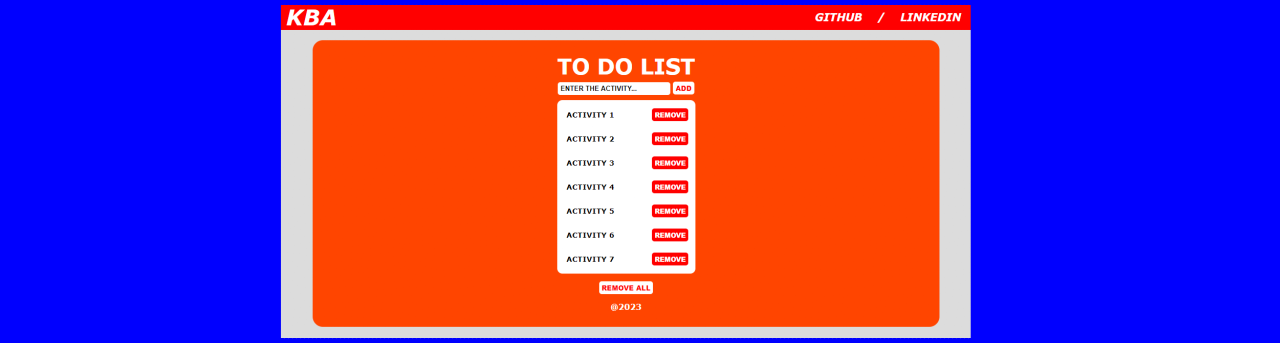 KBA GITHUB / LINKEDIN
TO DO LIST
ENTER THE ACTIVITY... ADD
ACTIVITY 1 REMOVE
ACTIVITY 2 REMOVE
ACTIVITY 3 REMOVE
ACTIVITY 4 REMOVE
ACTIVITY 5 REMOVE
ACTIVITY 6 REMOVE
ACTIVITY 7 REMOVE
REMOVE ALL
@2023